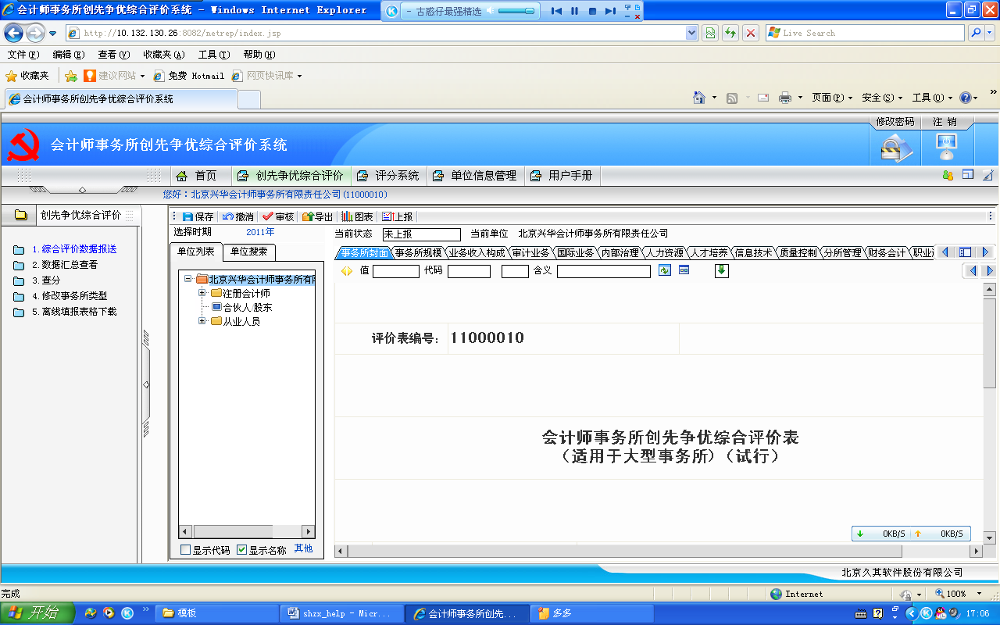 会计师事务所创先争优综合评价系统 - Windows Internet Explorer
- 古惑仔最强精选
http://10.132.130.26:8082/netrep/index.jsp
Live Search
文件(F) 编辑(E) 查看(V) 收藏夹(A) 工具(T) 帮助(H)
收藏夹 建议网站 免费 Hotmail 网页快讯库
会计师事务所创先争优综合评价系统
页面(P) 安全(S) 工具(O)
修改密码 注 销
会计师事务所创先争优综合评价系统
首页 创先争优综合评价 评分系统 单位信息管理 用户手册
您好：北京兴华会计师事务所有限责任公司(11000010)
创先争优综合评价
1.综合评价数据报送
2.数据汇总查看
3.查分
4.修改事务所类型
5.离线填报表格下载
保存 撤消 审核 导出 图表 上报
选择时期 2011年
当前状态 未上报 当前单位 北京兴华会计师事务所有限责任公司
单位列表 单位搜索
事务所封面 事务所规模 业务收入构成 审计业务 国际业务 内部治理 人力资源 人才培养 信息技术 质量控制 分所管理 财务会计 职业
值 代码 含义
北京兴华会计师事务所有限
注册会计师
合伙人/股东
从业人员
评价表编号： 11000010
会计师事务所创先争优综合评价表
（适用于大型事务所）（试行）
0KB/S 0KB/S
显示代码 显示名称 其他
北京久其软件股份有限公司
完成
Internet
100%
开始
模板
shzx_help - Micr...
会计师事务所创先...
多多
17:06